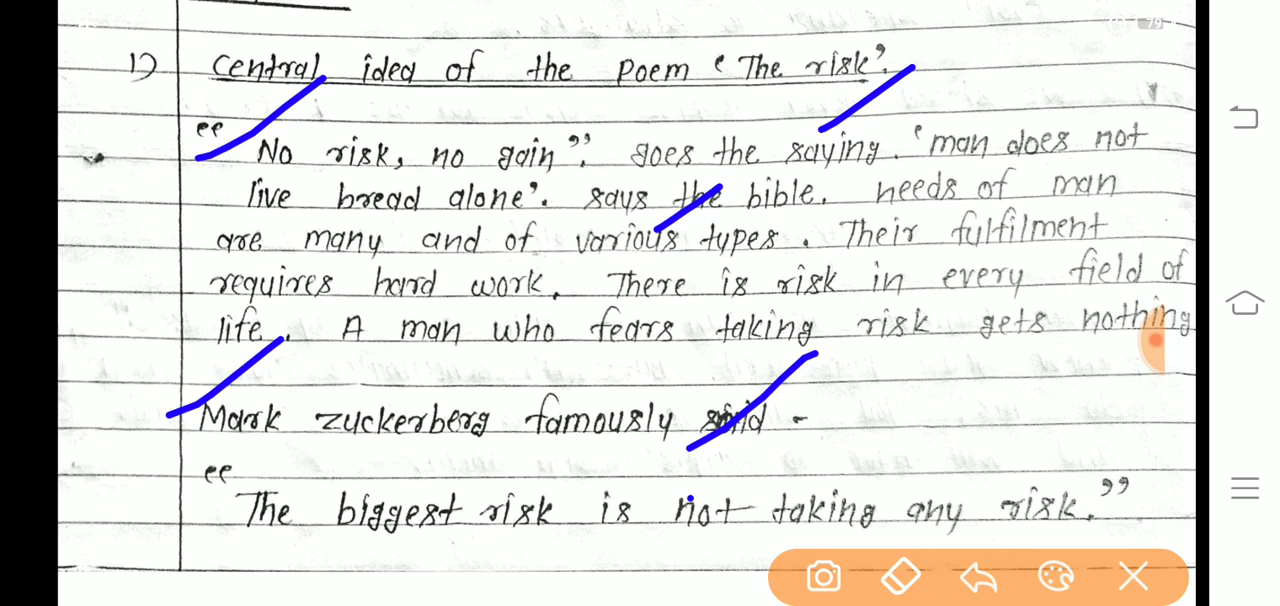 79
1) Central idea of the Poem ‘The risk’.
“No risk, no gain”. goes the saying. ‘man does not
live bread alone’. says the bible. needs of man
are many and of various types. Their fulfilment
requires hard work. There is risk in every field of
life. A man who fears taking risk gets nothing
Mark zuckerberg famously said -
“The biggest risk is not taking any risk.”